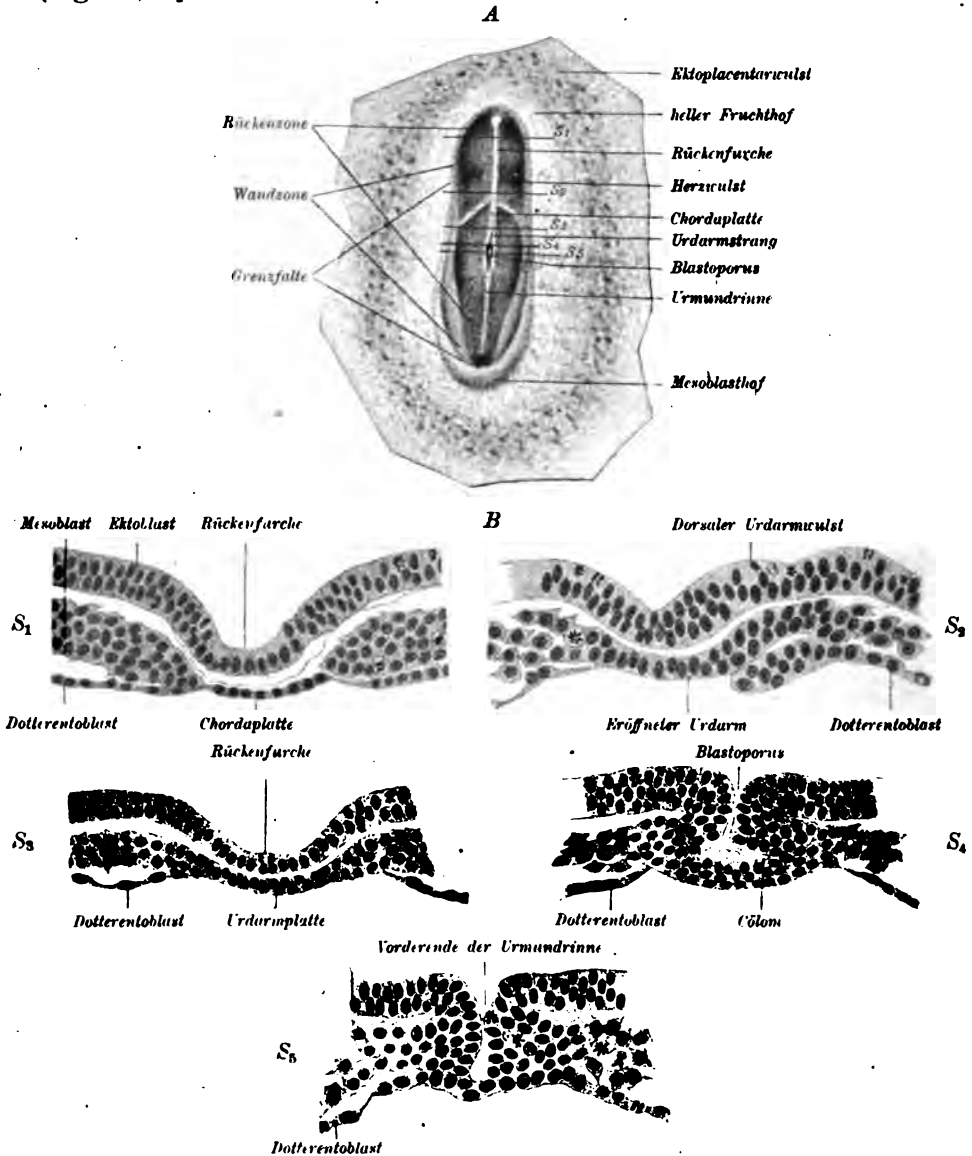 A
Ektoplacentarwulst
heller Fruchthof
Rückenzone
S1
Rückenfurche
Wandzone
Herzwulst
S2
Chordaplatte
S3
Urdarmstrang
S4
S5
Blastoporus
Grenzfalte
Urmundrinne
Mesoblasthof
Mesoblast Ektoblast Rückenfurche
B
Dorsaler Urdarmwulst
S1
S2
Dotterentoblast
Chordaplatte
Eröffneter Urdarm
Dotterentoblast
Rückenfurche
Blastoporus
S3
S4
Dotterentoblast
Urdarmplatte
Dotterentoblast
Cölom
Vorderende der Urmundrinne
S5
Dotterentoblast